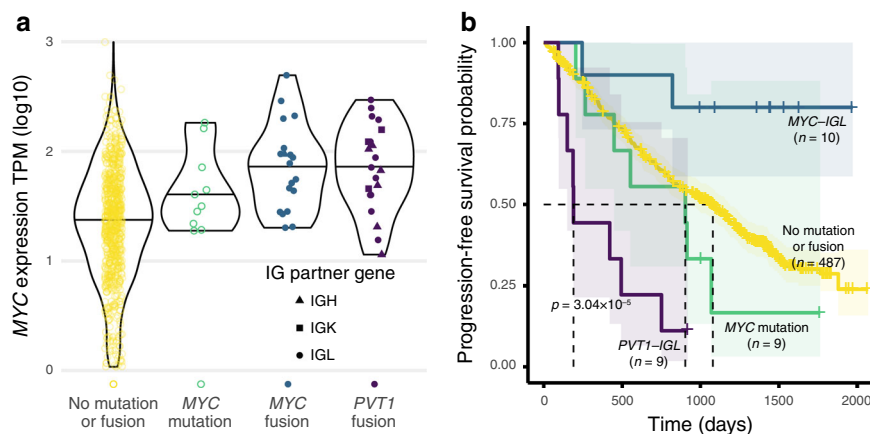 a
MYC expression TPM (log10)
3
2
1
0
IG partner gene
IGH
IGK
IGL
No mutation
or fusion
MYC
mutation
MYC
fusion
PVT1
fusion
b
Progression-free survival probability
1.00
0.75
0.50
0.25
0.00
MYC–IGL
(n = 10)
No mutation
or fusion
(n = 487)
p = 3.04×10⁻⁵
PVT1–IGL
(n = 9)
MYC mutation
(n = 9)
0 500 1000 1500 2000
Time (days)